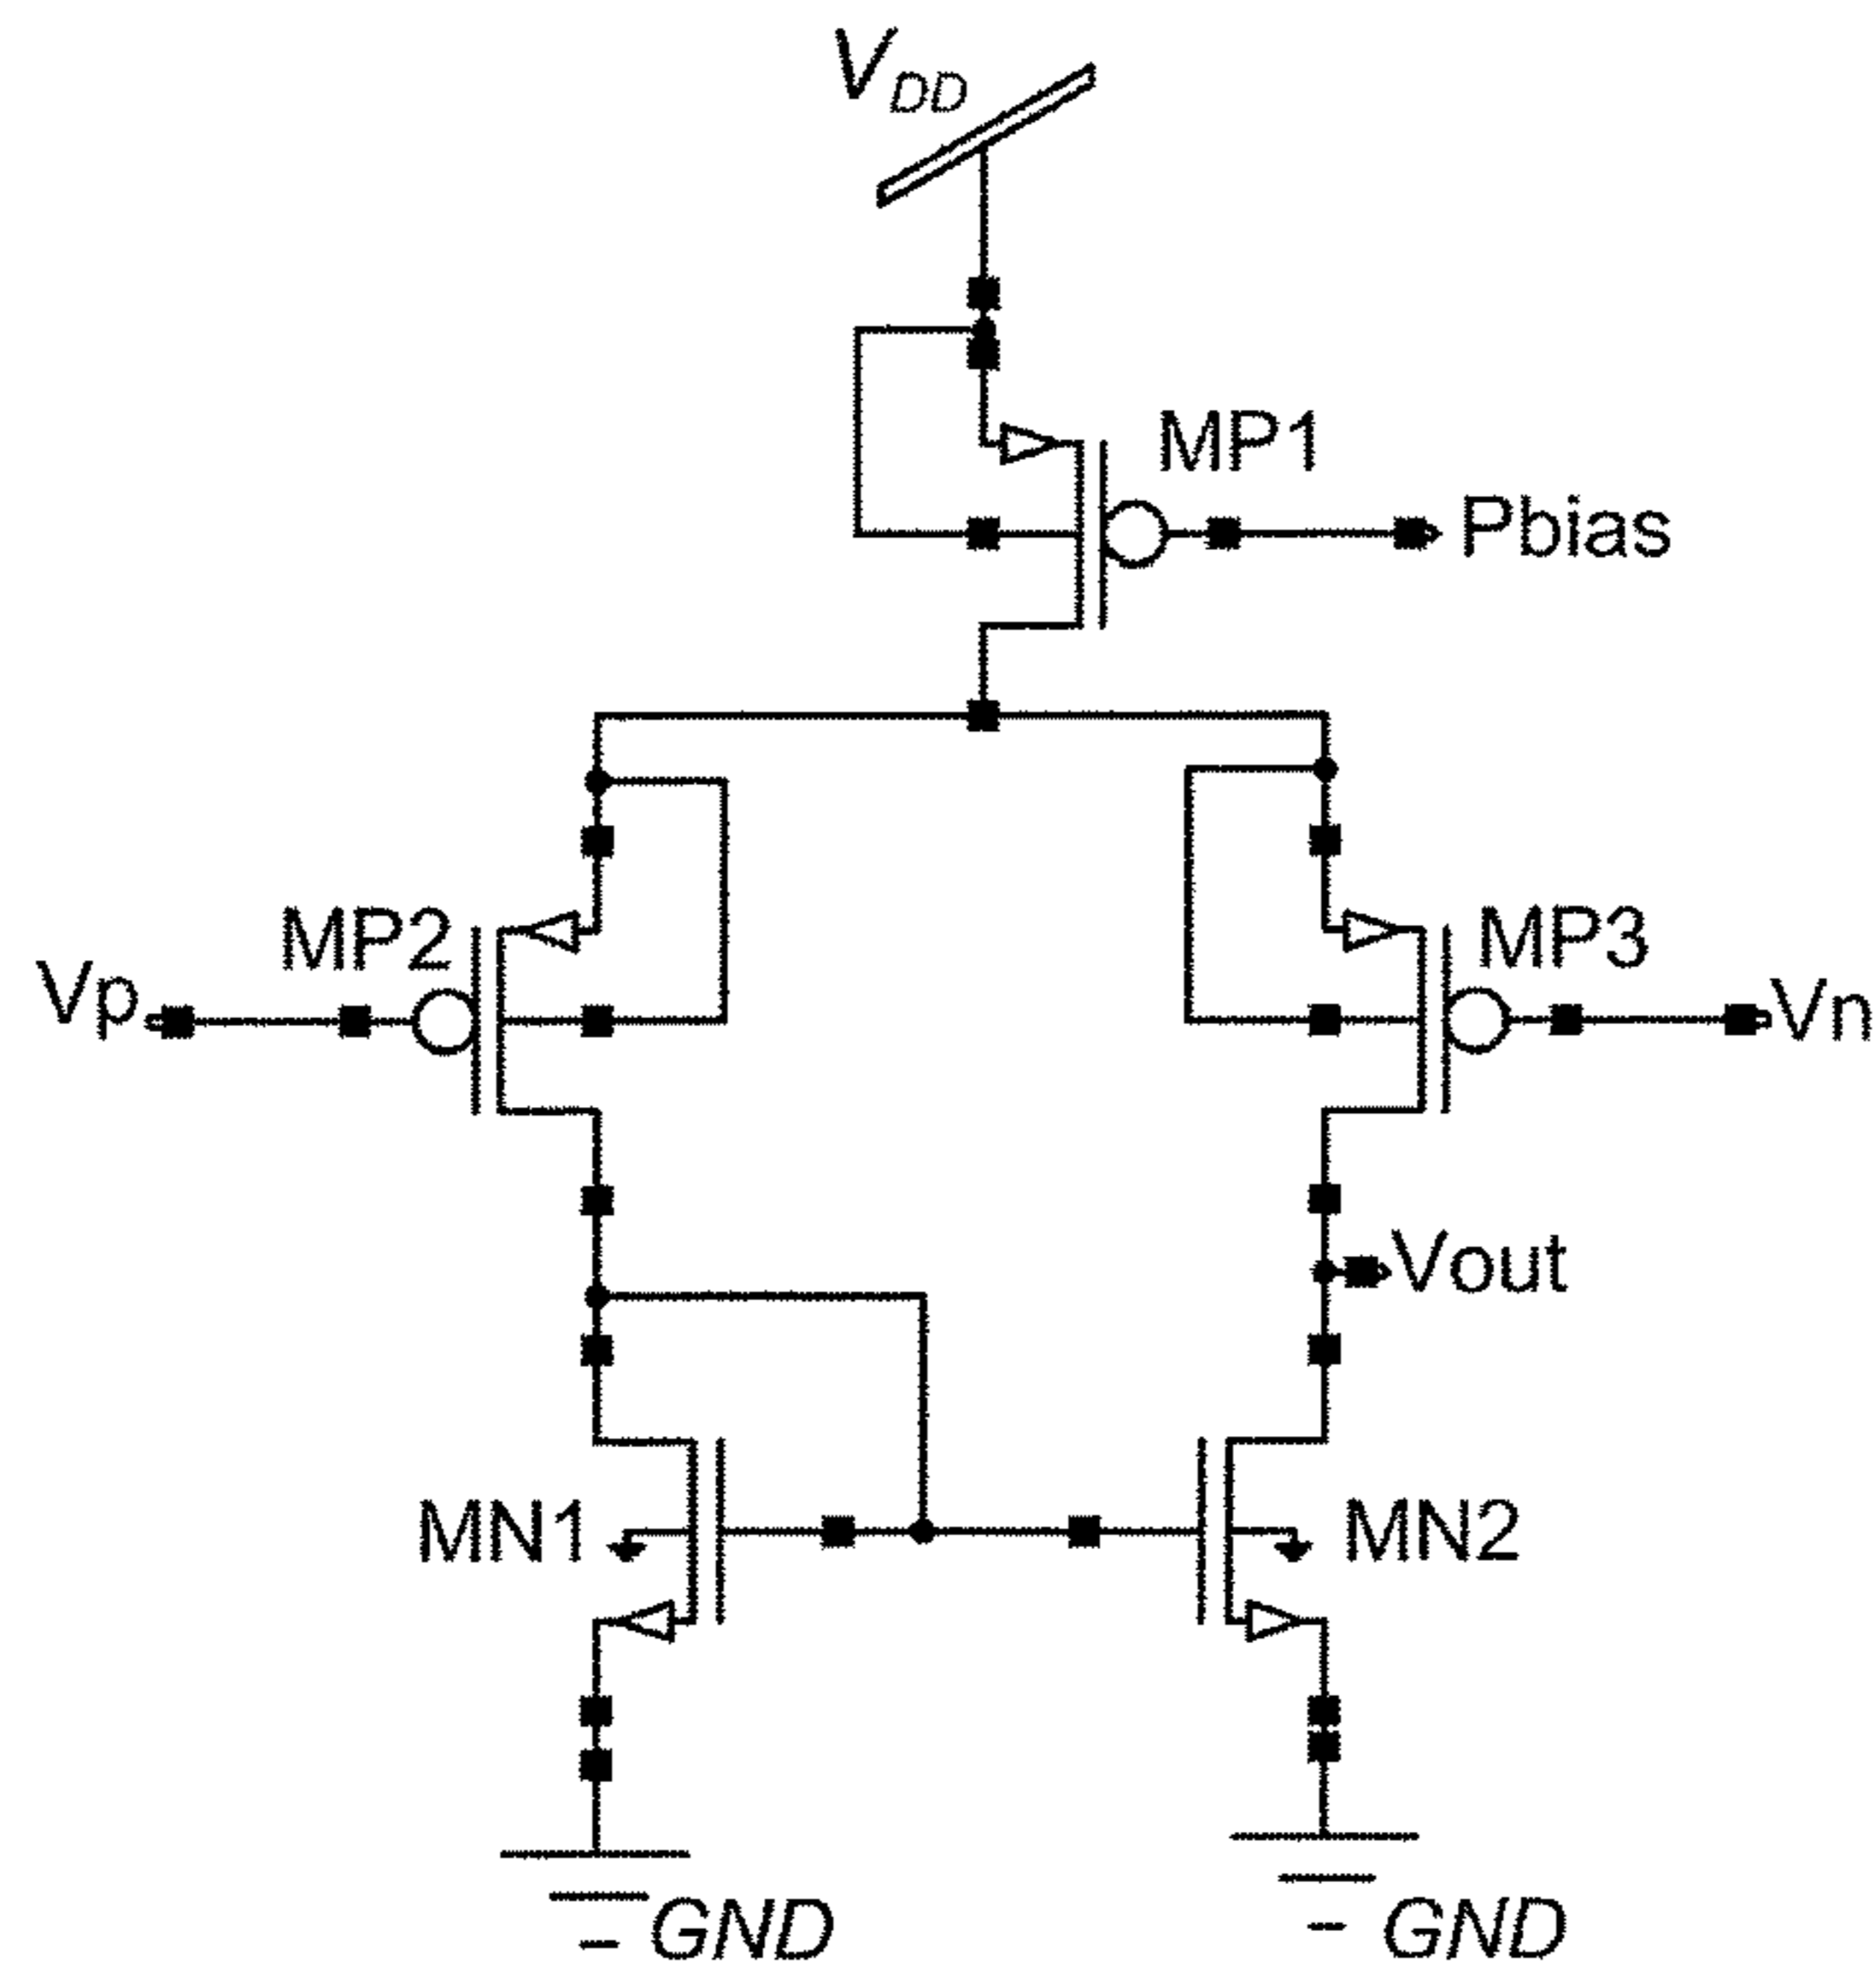 VDD
MP1
Pbias
MP2
MP3
Vp
Vn
Vout
MN1
MN2
GND
GND